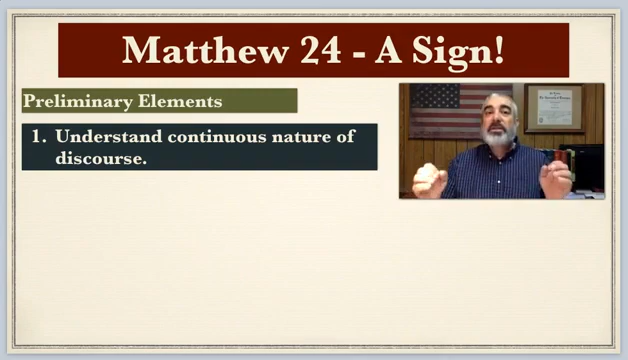 Matthew 24 - A Sign!
Preliminary Elements
1. Understand continuous nature of
discourse.